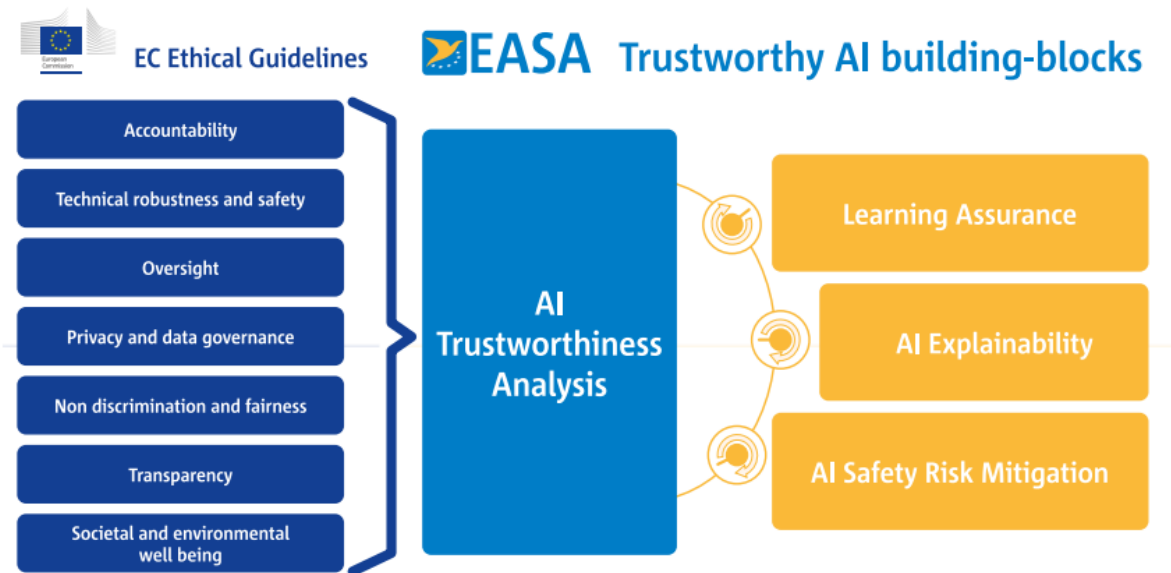 European
Commission
EC Ethical Guidelines
EASA Trustworthy AI building-blocks
Accountability
Technical robustness and safety
Oversight
Privacy and data governance
Non discrimination and fairness
Transparency
Societal and environmental
well being
AI
Trustworthiness
Analysis
Learning Assurance
AI Explainability
AI Safety Risk Mitigation